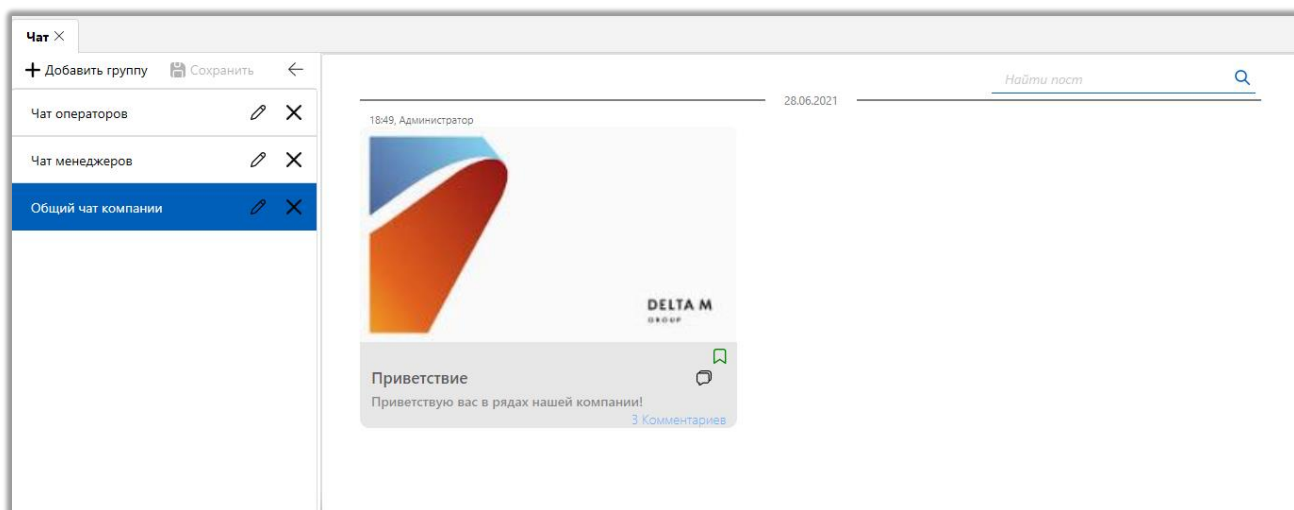 Чат
Добавить группу Сохранить
Чат операторов
Чат менеджеров
Общий чат компании
Найти пост
28.06.2021
18:49, Администратор
DELTA M
GROUP
Приветствие
Приветствую вас в рядах нашей компании!
3 Комментариев